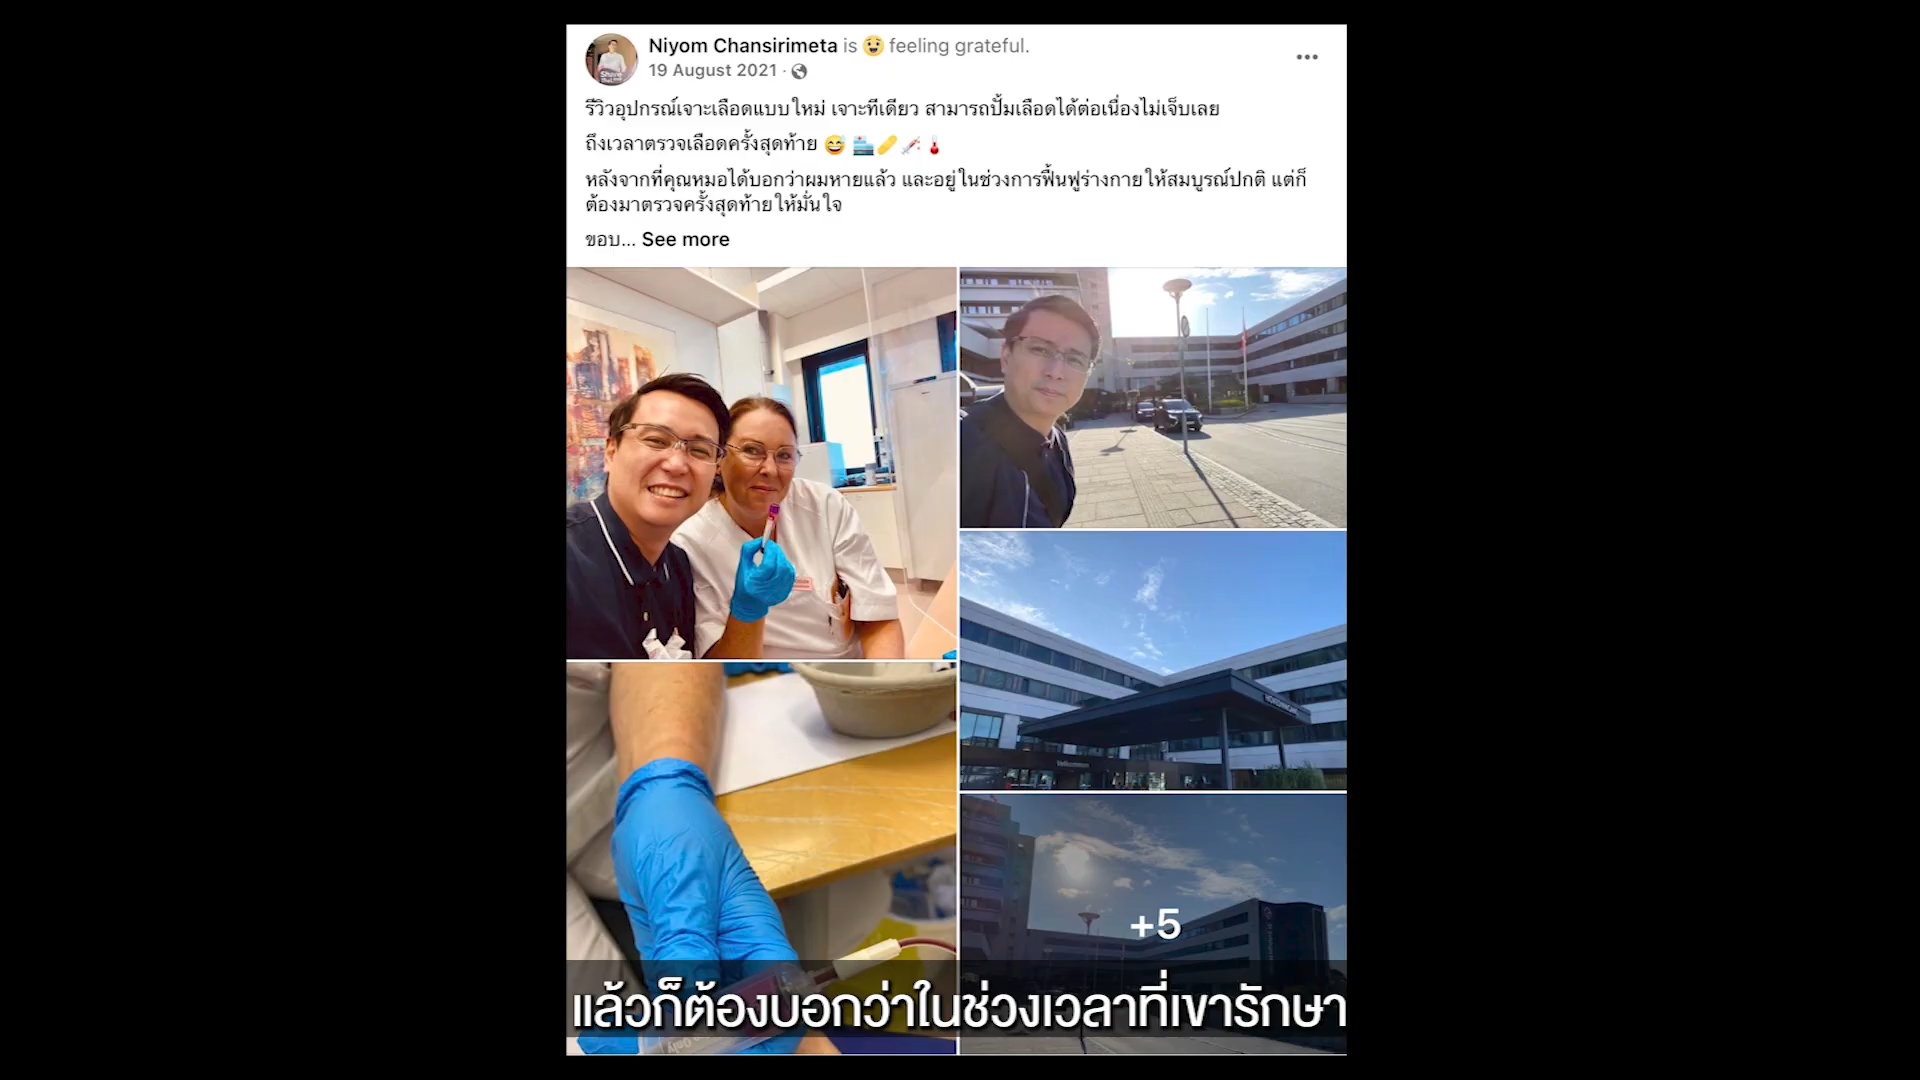 Niyom Chansirimeta is 😲 feeling grateful.
19 August 2021 ·
รีวิวอุปกรณ์เจาะเลือดแบบใหม่ เจาะทีเดียว สามารถปั้มเลือดได้ต่อเนื่องไม่เจ็บเลย
ถึงเวลาตรวจเลือดครั้งสุดท้าย 😅 🏥🩹💉🌡️
หลังจากที่คุณหมอได้บอกว่าผมหายแล้ว และอยู่ในช่วงการฟื้นฟูร่างกายให้สมบูรณ์ปกติ แต่ก็
ต้องมาตรวจครั้งสุดท้ายให้มั่นใจ
ขอบ... See more
Velkommen
+5
แล้วก็ต้องบอกว่าในช่วงเวลาที่เขารักษา